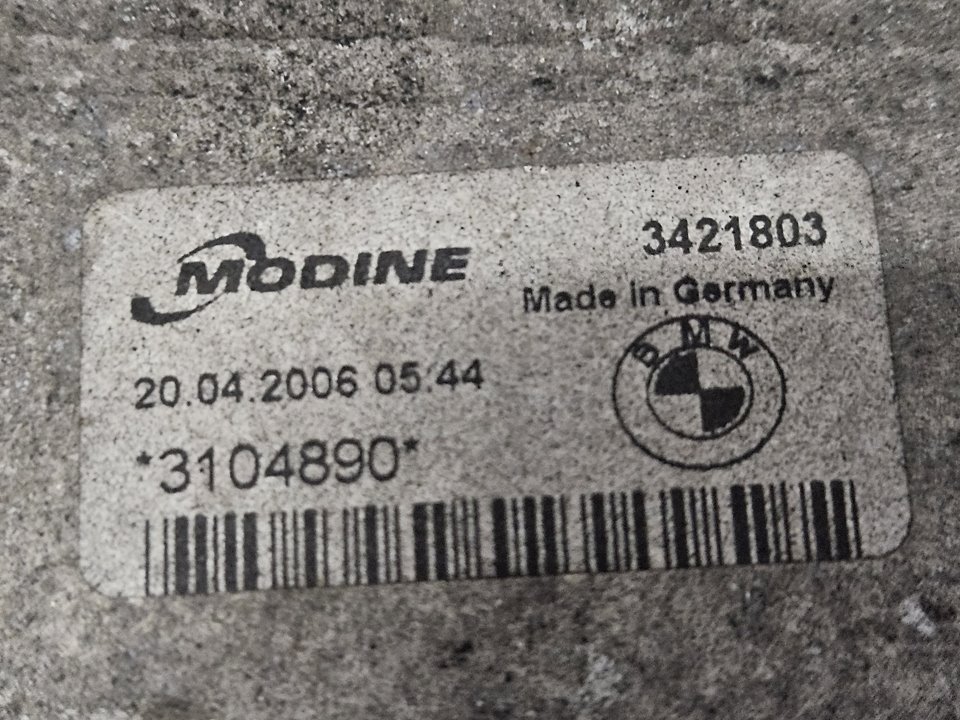 MODINE
3421803
Made in Germany
BMW
20.04.2006 05:44
*3104890*